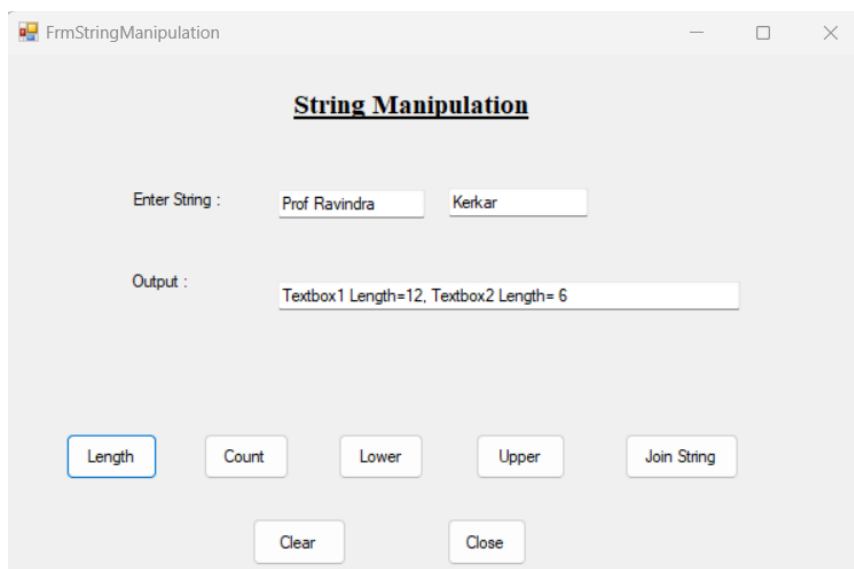 FrmStringManipulation
String Manipulation
Enter String : Prof Ravindra Kerkar
Output : Textbox1 Length=12, Textbox2 Length= 6
Length Count Lower Upper Join String
Clear Close